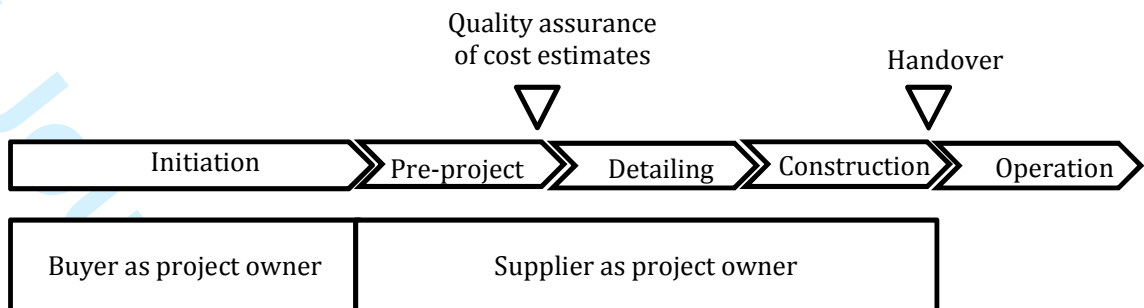 Quality assurance
of cost estimates
Handover
Initiation
Pre-project
Detailing
Construction
Operation
Buyer as project owner
Supplier as project owner